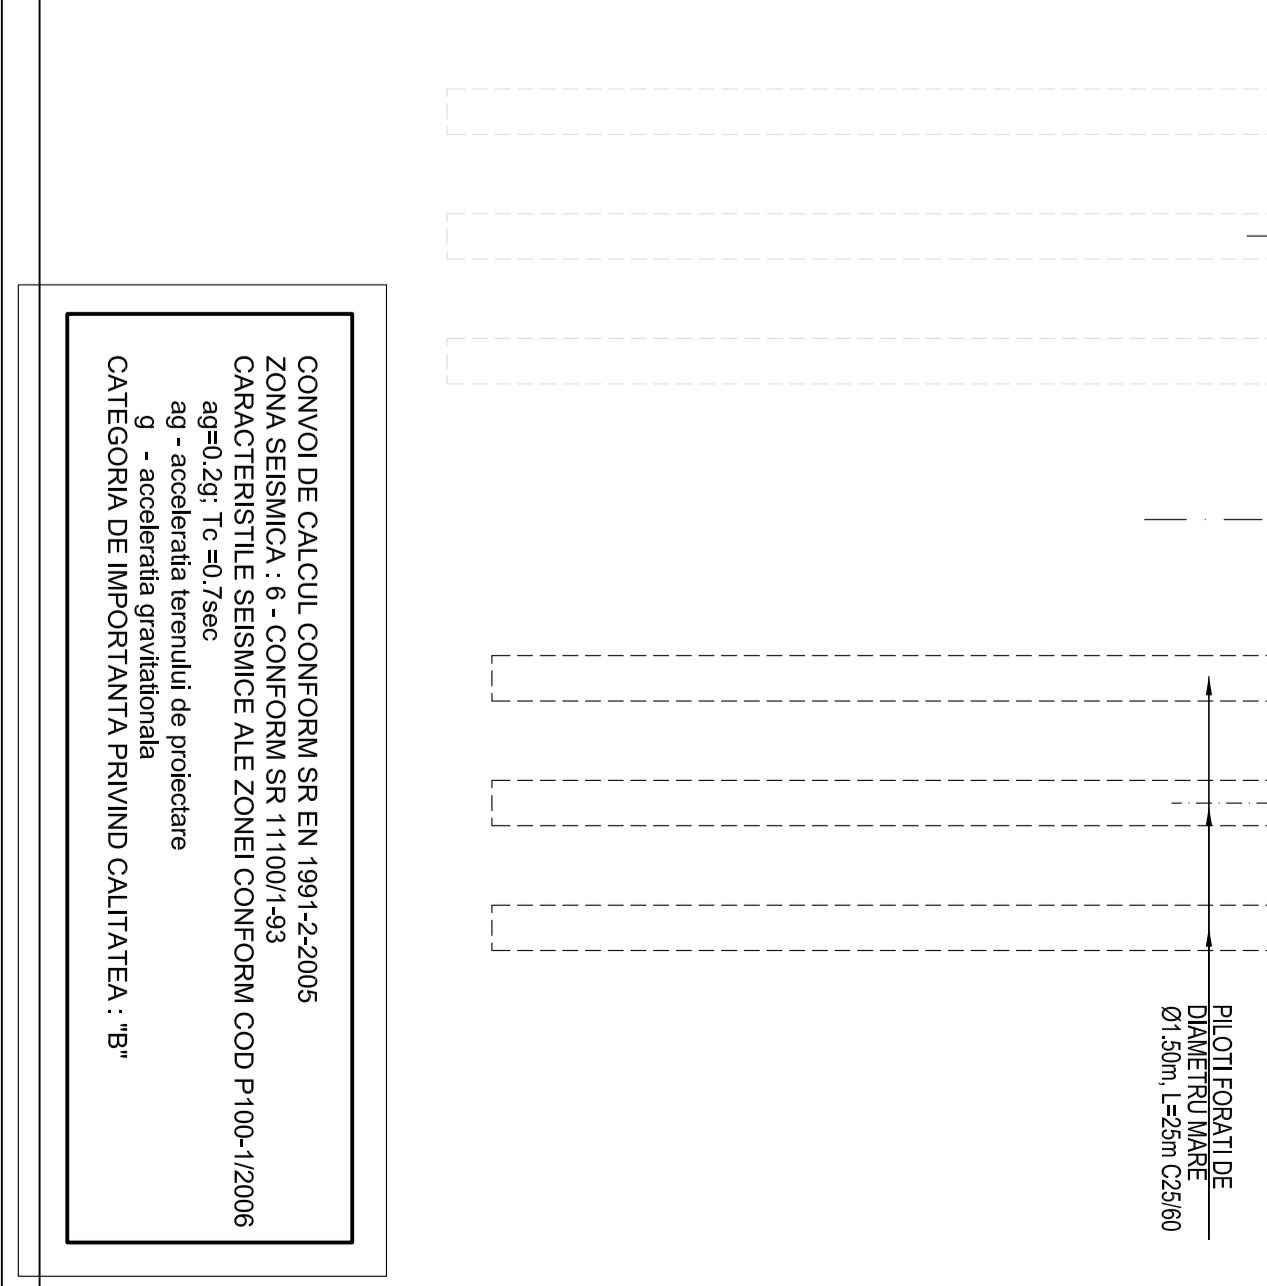 CONVOI DE CALCUL CONFORM SR EN 1991-2-2005
ZONA SEISMICA : 6 - CONFORM SR 11100/1-93
CARACTERISTILE SEISMICE ALE ZONEI CONFORM COD P100-1/2006
ag=0.2g; Tc =0.7sec
ag - acceleratia terenului de proiectare
g - acceleratia gravitationala
CATEGORIA DE IMPORTANTA PRIVIND CALITATEA : "B"
PILOTI FORATI DE
DIAMETRU MARE
Ø1.50m, L=25m C25/60